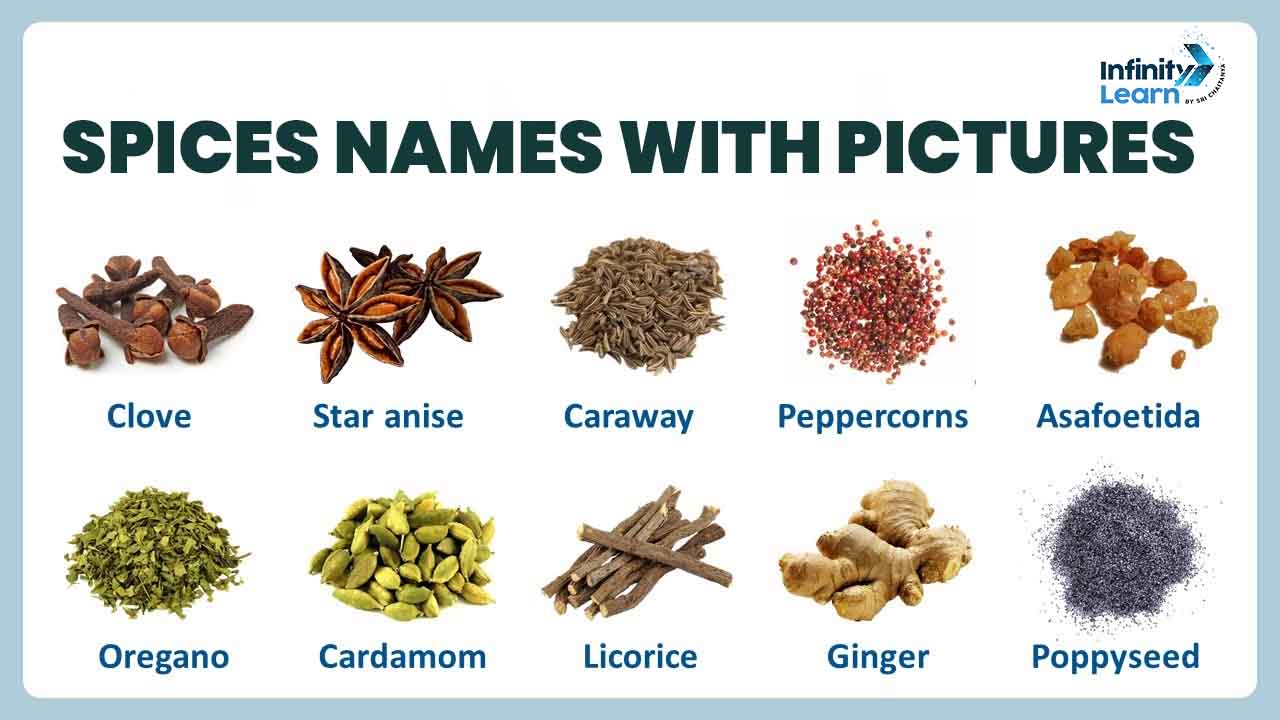 Infinity
Learn
BY SRI CHAITANYA
SPICES NAMES WITH PICTURES
Clove
Star anise
Caraway
Peppercorns
Asafoetida
Oregano
Cardamom
Licorice
Ginger
Poppyseed